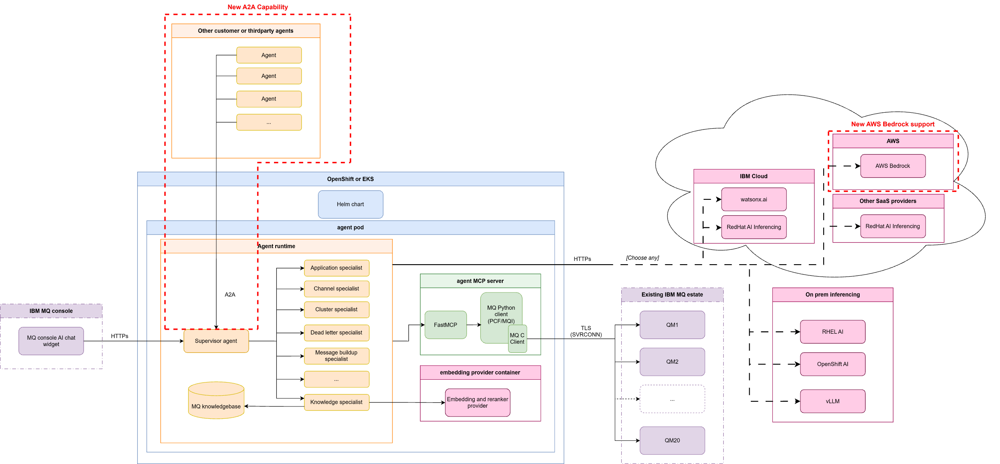 New A2A Capability
Other customer or thirdparty agents
Agent
Agent
Agent
...
OpenShift or EKS
Helm chart
agent pod
Agent runtime
A2A
Application specialist
Channel specialist
Cluster specialist
Dead letter specialist
Message buildup
specialist
...
Knowledge specialist
Supervisor agent
MQ knowledgebase
IBM MQ console
MQ console AI chat
widget
HTTPs
agent MCP server
FastMCP
MQ Python
client
(PCF/MQI)
MQ C
Client
embedding provider container
Embedding and reranker
provider
HTTPs
[Choose any]
TLS
(SVRCONN)
Existing IBM MQ estate
QM1
QM2
...
QM20
IBM Cloud
watsonx.ai
RedHat AI Inferencing
New AWS Bedrock support
AWS
AWS Bedrock
Other SaaS providers
RedHat AI Inferencing
On prem inferencing
RHEL AI
OpenShift AI
vLLM